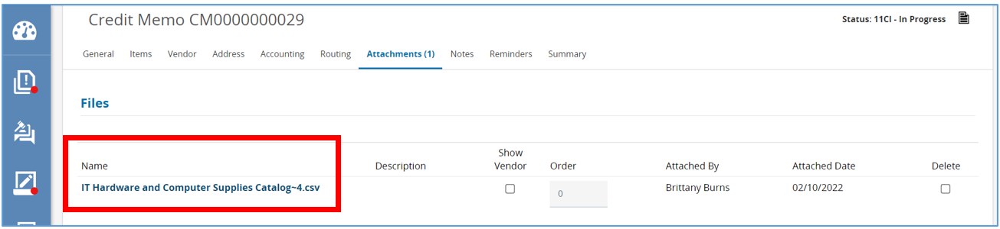 Credit Memo CM0000000029
Status: 11CI - In Progress
General Items Vendor Address Accounting Routing Attachments (1) Notes Reminders Summary
Files
Name Description Show Vendor Order Attached By Attached Date Delete
IT Hardware and Computer Supplies Catalog~4.csv 0 Brittany Burns 02/10/2022